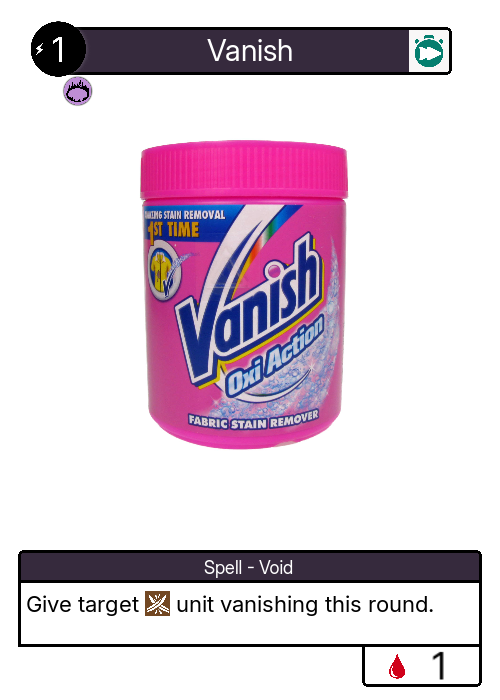 1
Vanish
AMAZING STAIN REMOVAL
1ST TIME
Vanish
Oxi Action
FABRIC STAIN REMOVER
Spell - Void
Give target unit vanishing this round.
1